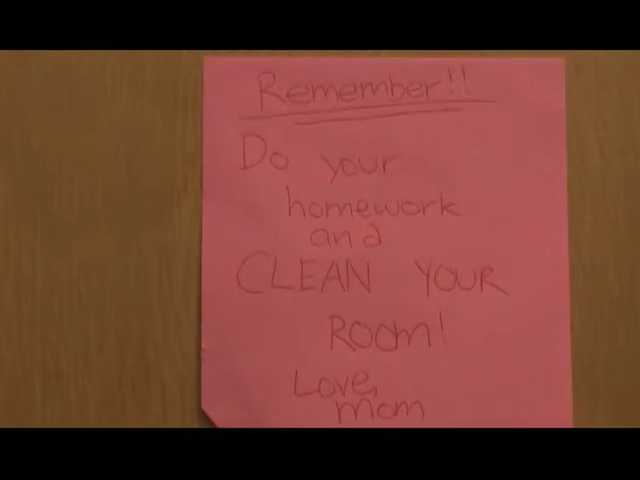 Remember!!
Do your
homework
and
CLEAN YOUR
ROOM!
Love,
mom